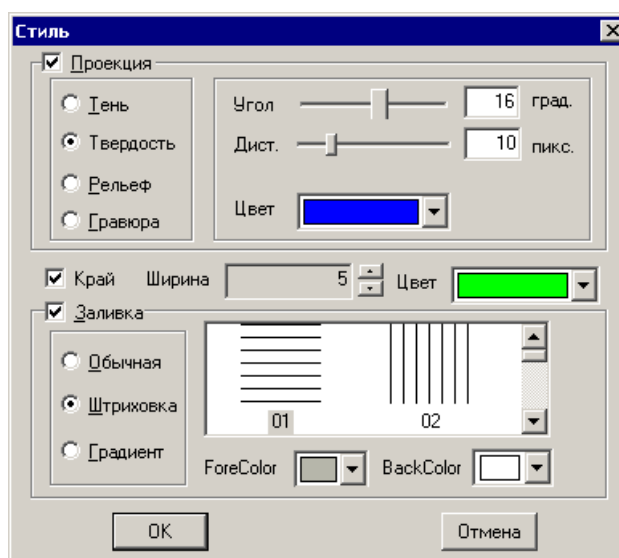 Стиль
Проекция
Тень
Твердость
Рельеф
Гравюра
Угол 16 град.
Дист. 10 пикс.
Цвет
Край Ширина 5 Цвет
Заливка
Обычная
Штриховка
Градиент
01 02
ForeColor BackColor
OK Отмена